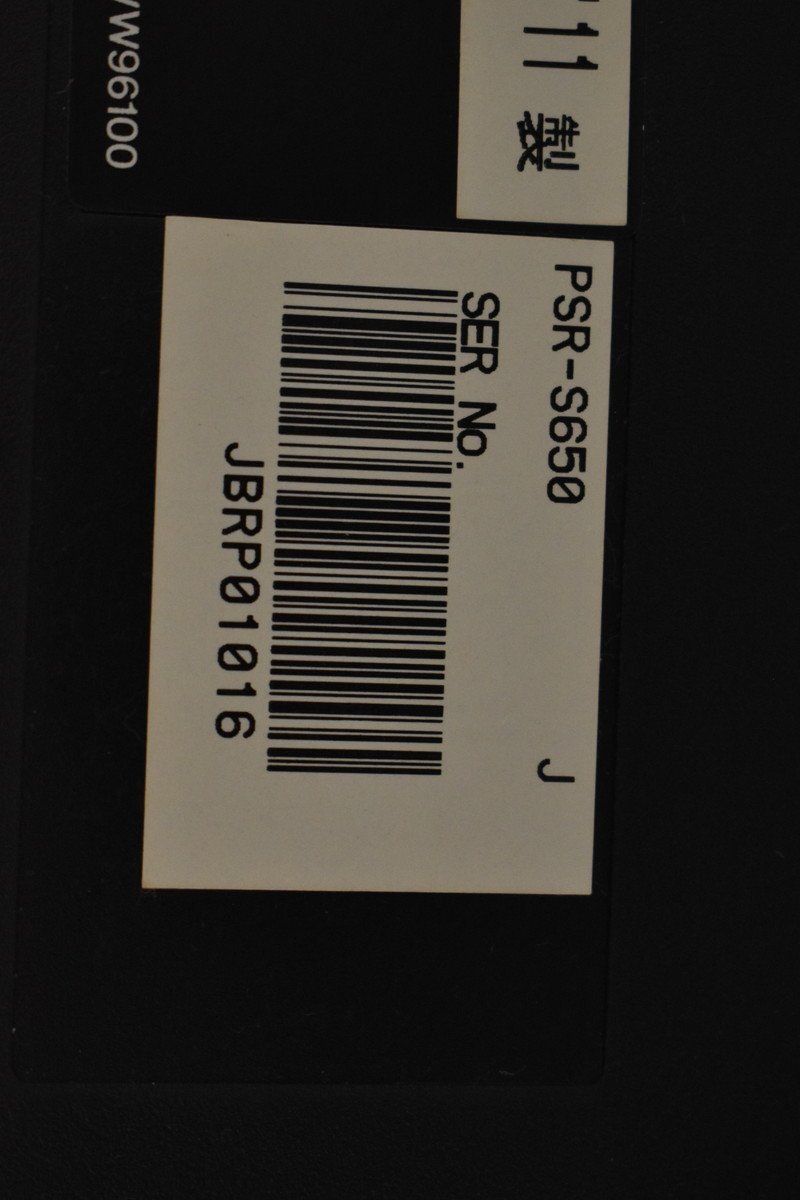 11 製
PSR-S650 J
SER No.
JBRP01016
W96100